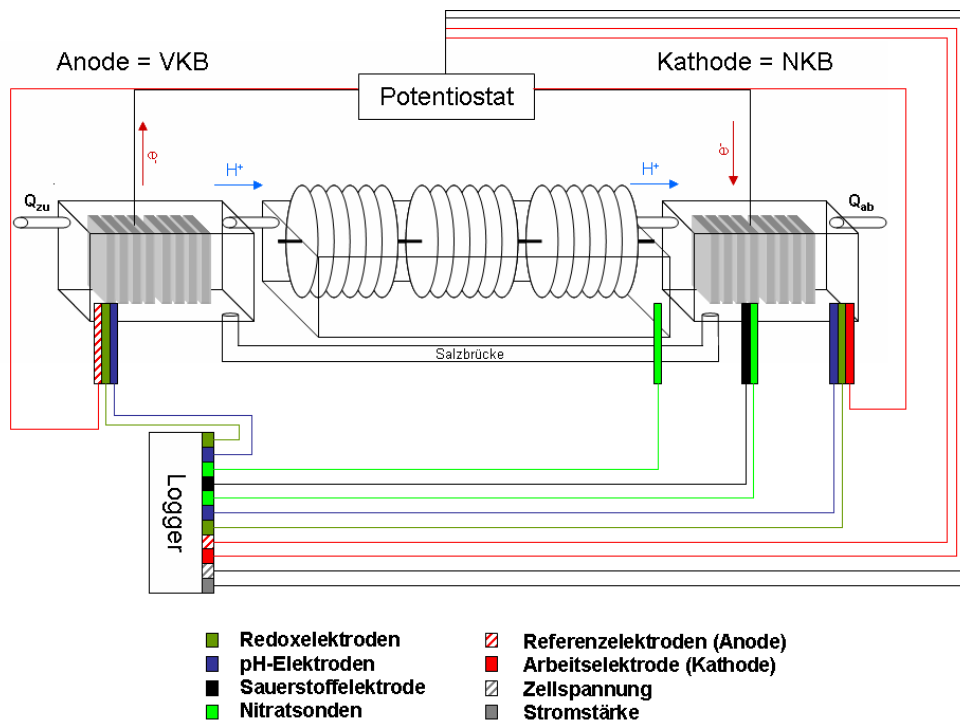 Anode = VKB
Kathode = NKB
Potentiostat
e-
H+
H+
e-
Qzu
Qab
Salzbrücke
Logger
Redoxelektroden
pH-Elektroden
Sauerstoffelektrode
Nitratsonden
Referenzelektroden (Anode)
Arbeitselektrode (Kathode)
Zellspannung
Stromstärke